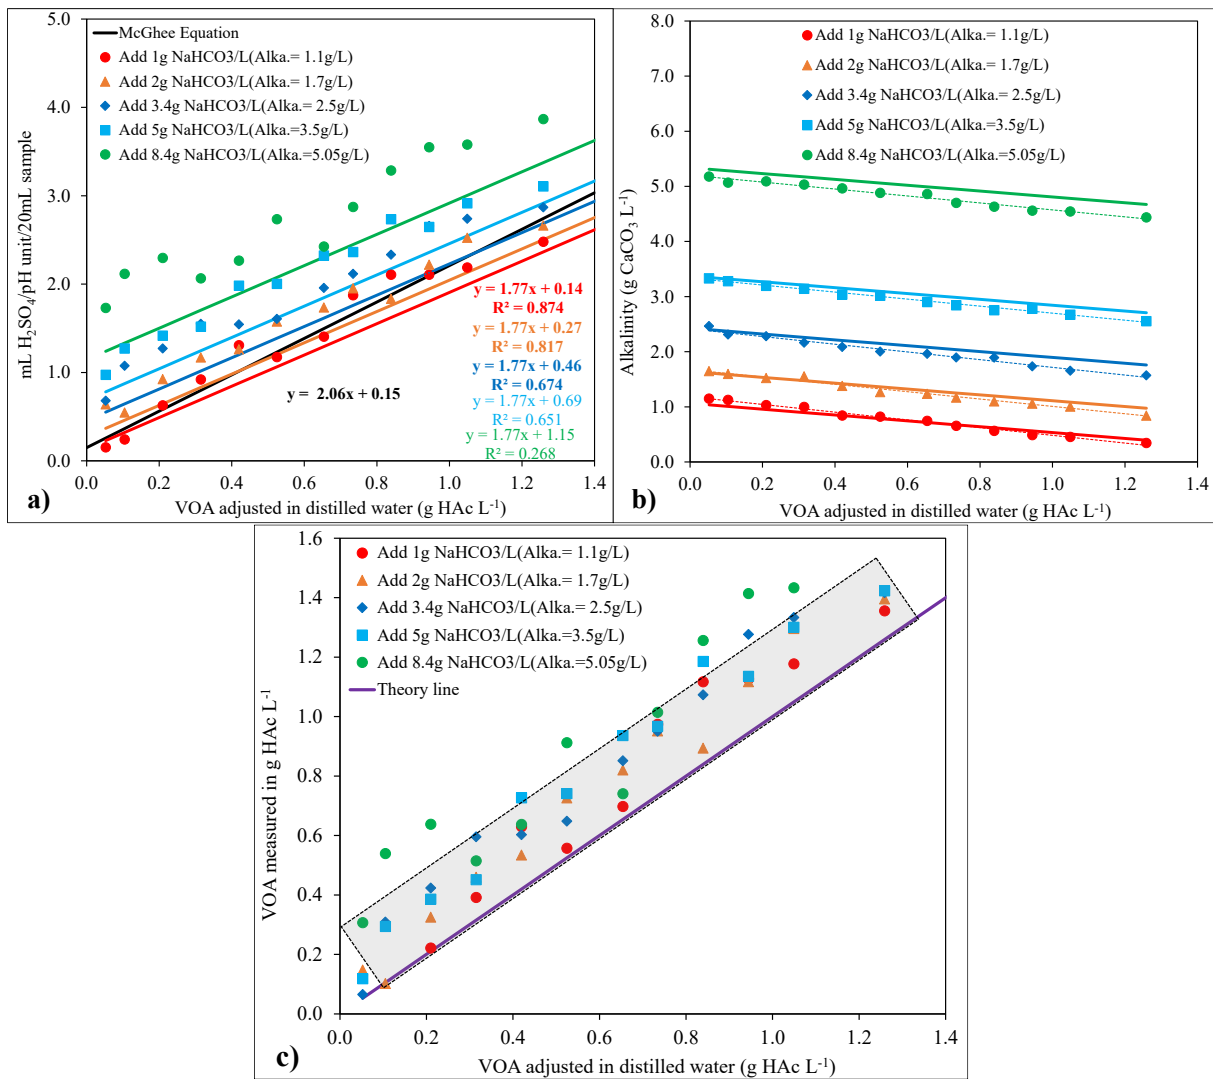 5.0
4.0
3.0
2.0
1.0
0.0
mL H₂SO₄/pH unit/20mL sample
McGhee Equation
Add 1g NaHCO3/L(Alka.= 1.1g/L)
Add 2g NaHCO3/L(Alka.= 1.7g/L)
Add 3.4g NaHCO3/L(Alka.= 2.5g/L)
Add 5g NaHCO3/L(Alka.=3.5g/L)
Add 8.4g NaHCO3/L(Alka.=5.05g/L)
y = 1.77x + 0.14
R² = 0.874
y = 1.77x + 0.27
R² = 0.817
y = 1.77x + 0.46
R² = 0.674
y = 2.06x + 0.15
y = 1.77x + 0.69
R² = 0.651
y = 1.77x + 1.15
R² = 0.268
0.0 0.2 0.4 0.6 0.8 1.0 1.2 1.4
VOA adjusted in distilled water (g HAc L⁻¹)
a)
8.0
7.0
6.0
5.0
4.0
3.0
2.0
1.0
0.0
Alkalinity (g CaCO₃ L⁻¹)
Add 1g NaHCO3/L(Alka.= 1.1g/L)
Add 2g NaHCO3/L(Alka.= 1.7g/L)
Add 3.4g NaHCO3/L(Alka.= 2.5g/L)
Add 5g NaHCO3/L(Alka.=3.5g/L)
Add 8.4g NaHCO3/L(Alka.=5.05g/L)
0.0 0.2 0.4 0.6 0.8 1.0 1.2 1.4
VOA adjusted in distilled water (g HAc L⁻¹)
b)
1.6
1.4
1.2
1.0
0.8
0.6
0.4
0.2
0.0
VOA measured in g HAc L⁻¹
Add 1g NaHCO3/L(Alka.= 1.1g/L)
Add 2g NaHCO3/L(Alka.= 1.7g/L)
Add 3.4g NaHCO3/L(Alka.= 2.5g/L)
Add 5g NaHCO3/L(Alka.=3.5g/L)
Add 8.4g NaHCO3/L(Alka.=5.05g/L)
Theory line
0.0 0.2 0.4 0.6 0.8 1.0 1.2 1.4
VOA adjusted in distilled water (g HAc L⁻¹)
c)